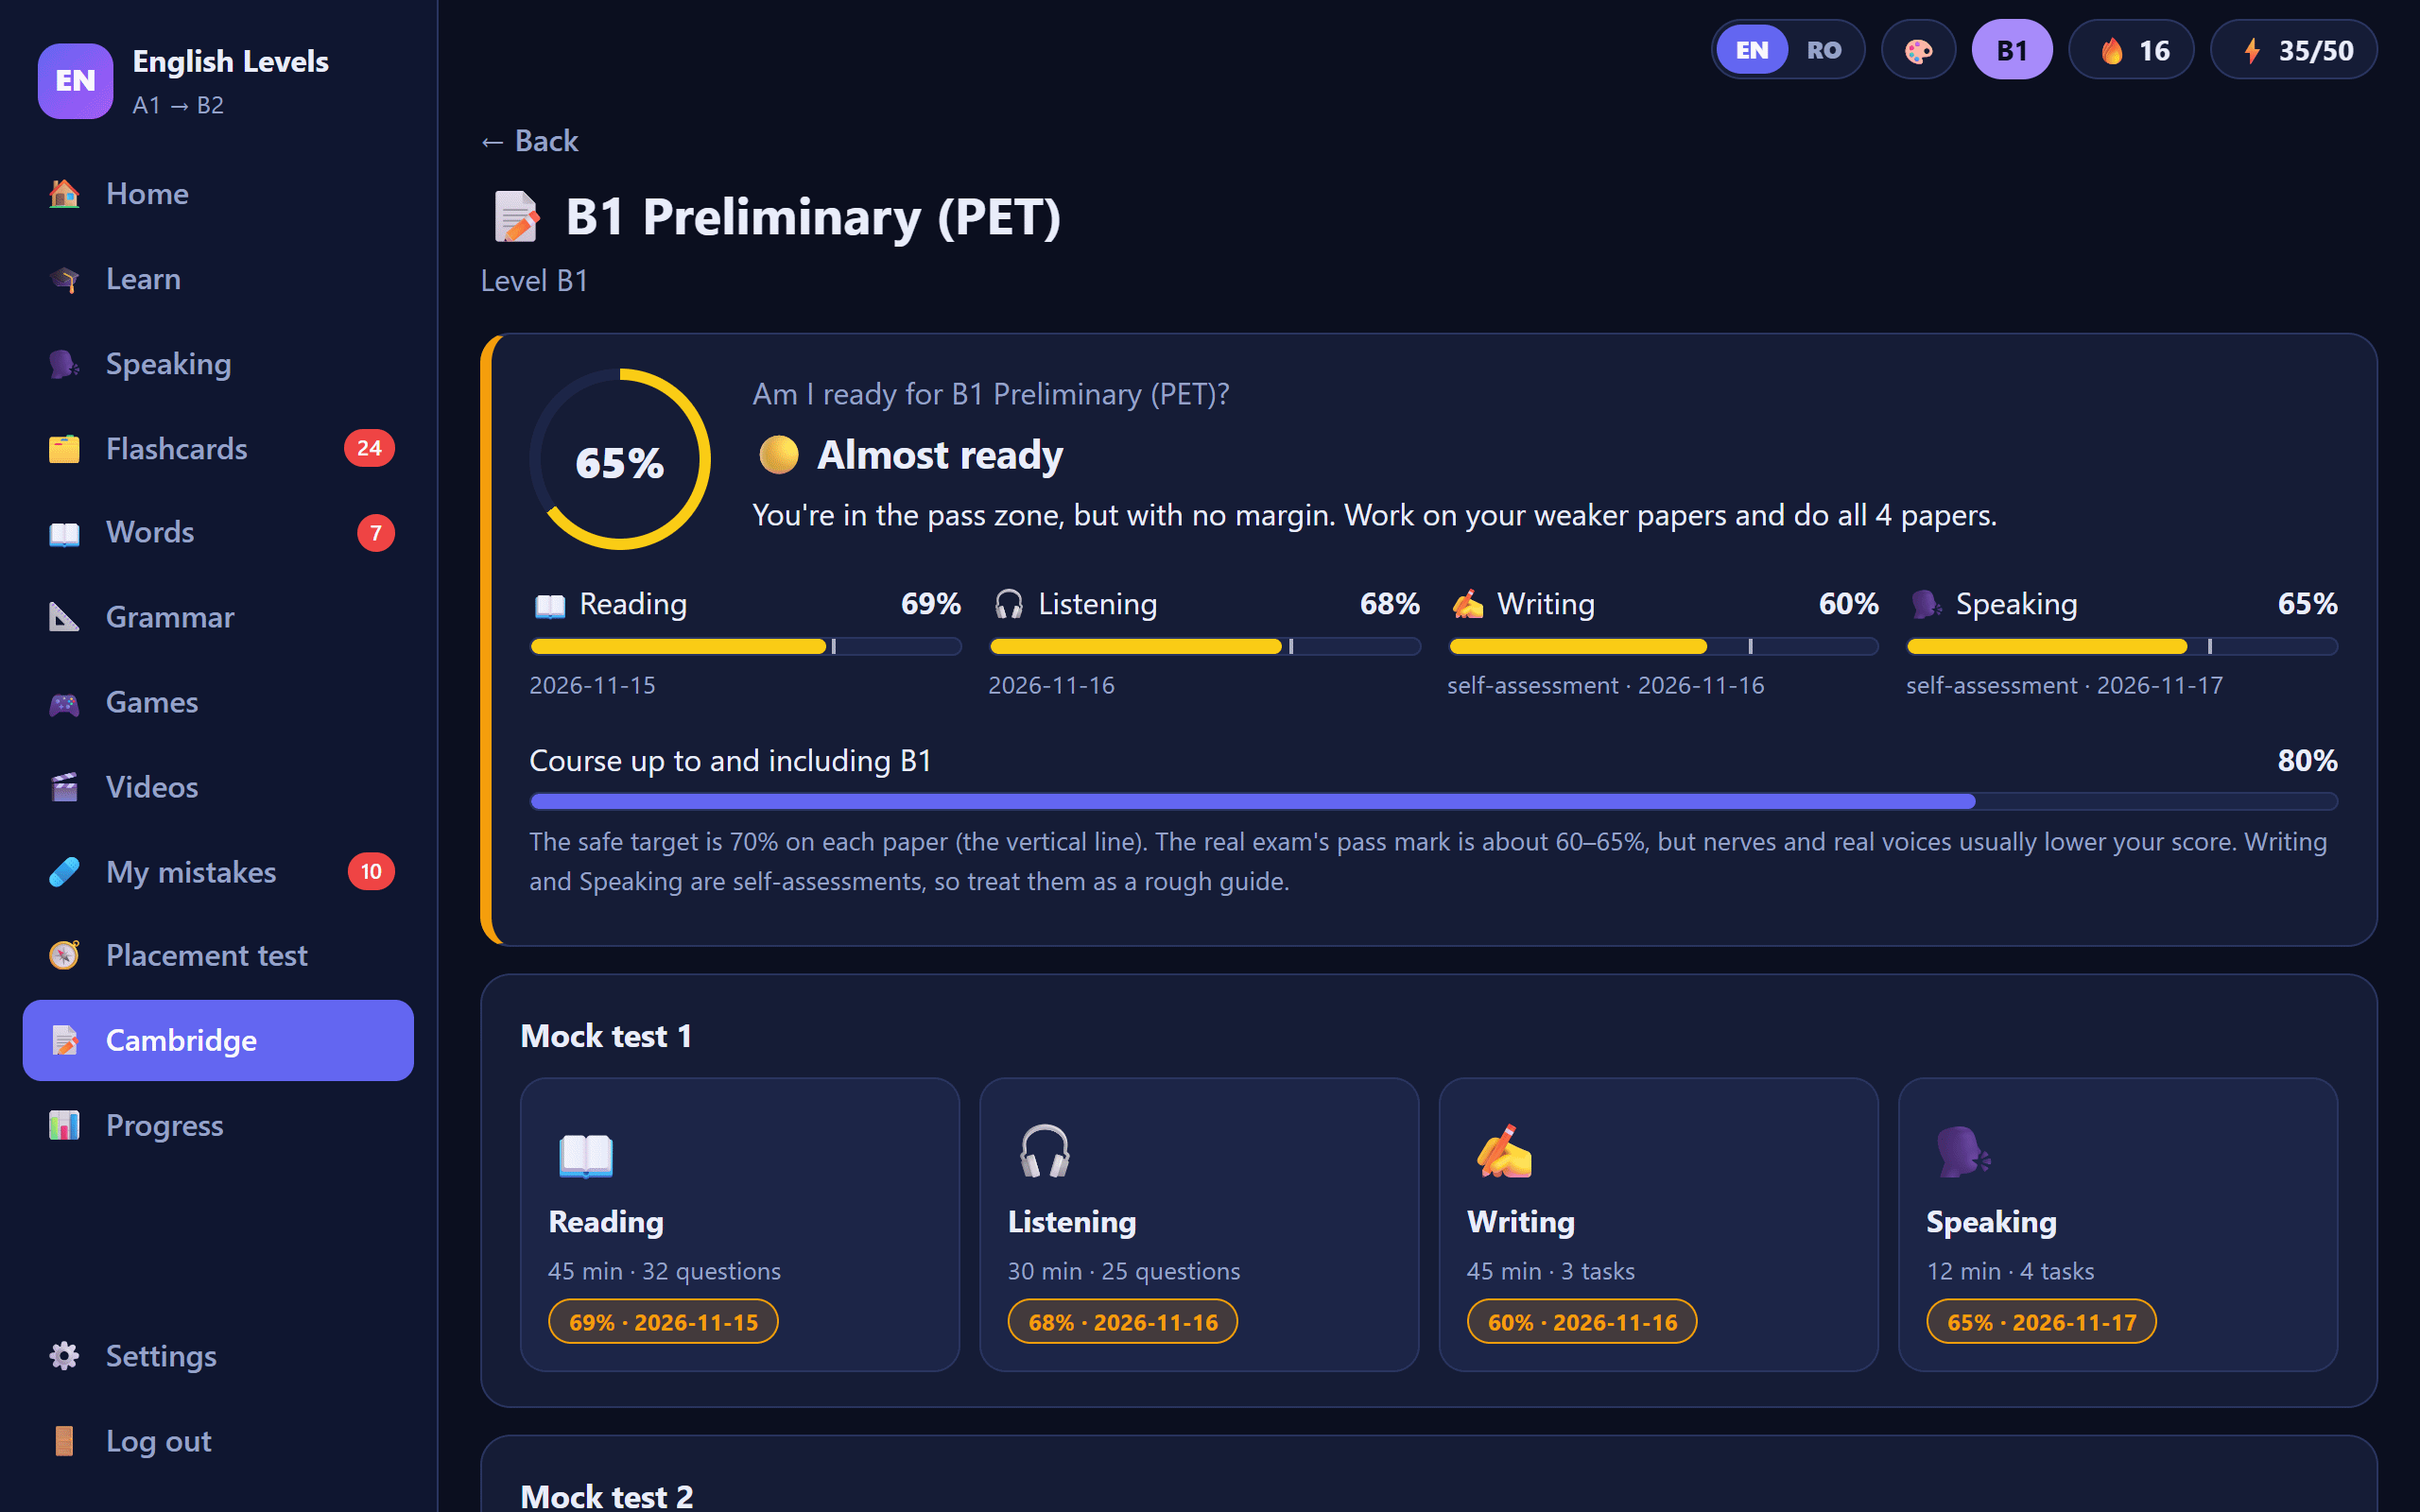 EN
English Levels
A1 → B2
Home
Learn
Speaking
Flashcards 24
Words 7
Grammar
Games
Videos
My mistakes 10
Placement test
Cambridge
Progress
Settings
Log out
EN RO B1 16 35/50
← Back
B1 Preliminary (PET)
Level B1
65%
Am I ready for B1 Preliminary (PET)?
Almost ready
You're in the pass zone, but with no margin. Work on your weaker papers and do all 4 papers.
Reading 69%
2026-11-15
Listening 68%
2026-11-16
Writing 60%
self-assessment · 2026-11-16
Speaking 65%
self-assessment · 2026-11-17
Course up to and including B1 80%
The safe target is 70% on each paper (the vertical line). The real exam's pass mark is about 60–65%, but nerves and real voices usually lower your score. Writing
and Speaking are self-assessments, so treat them as a rough guide.
Mock test 1
Reading
45 min · 32 questions
69% · 2026-11-15
Listening
30 min · 25 questions
68% · 2026-11-16
Writing
45 min · 3 tasks
60% · 2026-11-16
Speaking
12 min · 4 tasks
65% · 2026-11-17
Mock test 2